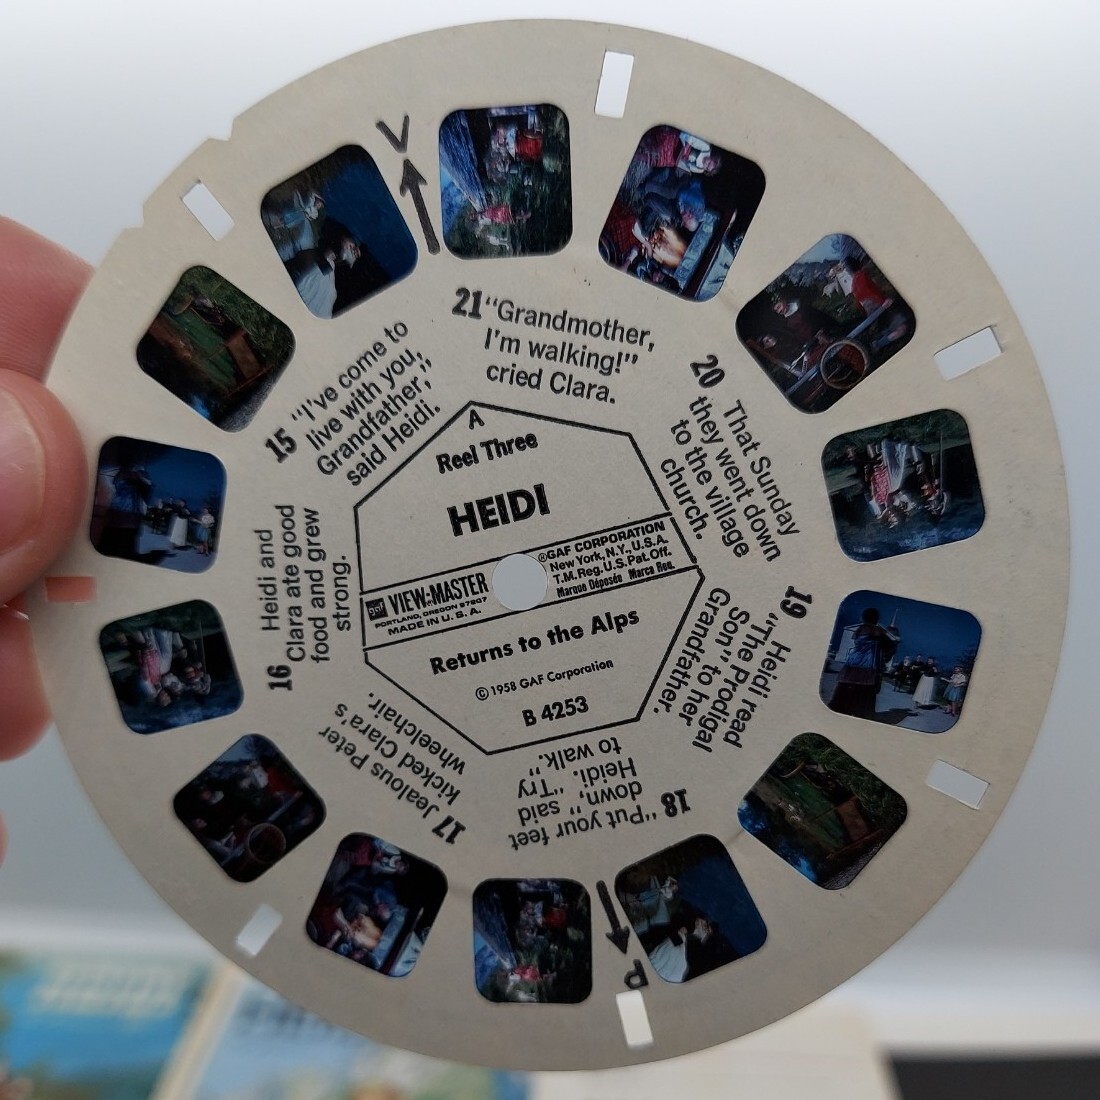 V
A
Reel Three
HEIDI
gaf VIEW-MASTER
PORTLAND, OREGON 97207
MADE IN U.S.A.
®GAF CORPORATION
New York, N.Y., U.S.A.
T.M. Reg. U.S. Pat. Off.
Marque Déposée Marca Reg.
Returns to the Alps
© 1958 GAF Corporation
B 4253
15 "I've come to
live with you,
Grandfather,"
said Heidi.
16 Heidi and
Clara ate good
food and grew
strong.
17 Jealous Peter
kicked Clara's
wheelchair.
18 "Put your feet
down," said
Heidi. "Try
to walk."
19 Heidi read
"The Prodigal
Son" to her
Grandfather.
20 That Sunday
they went down
to the village
church.
21 "Grandmother,
I'm walking!"
cried Clara.
P